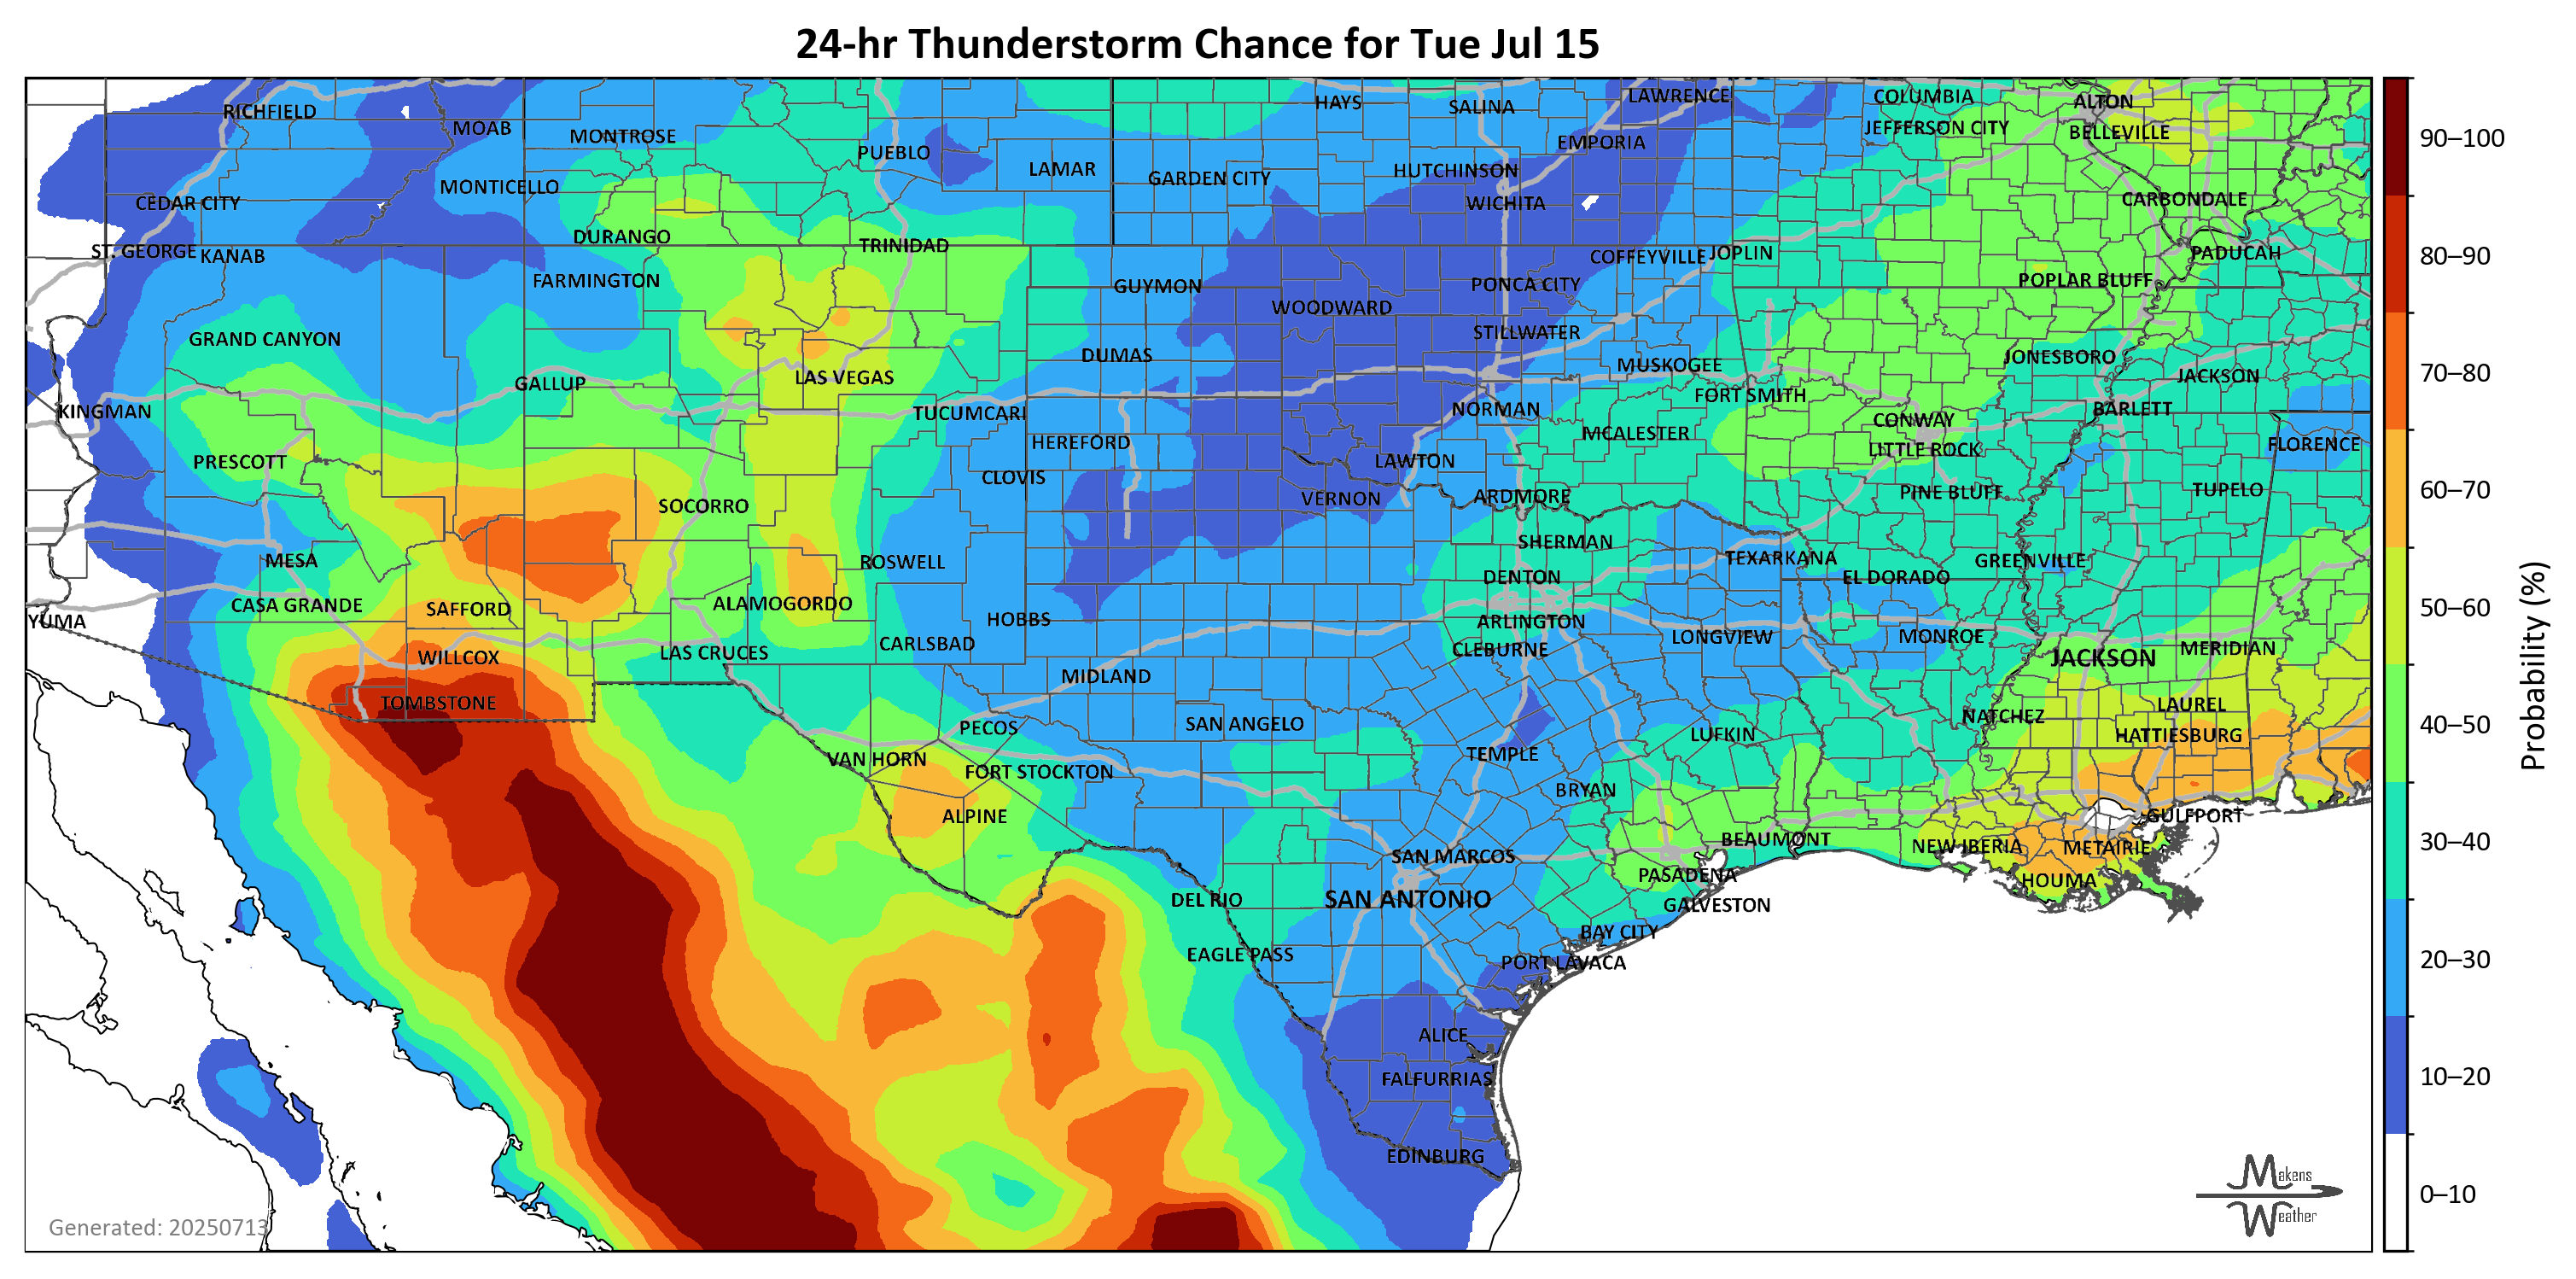 24-hr Thunderstorm Chance for Tue Jul 15
RICHFIELD
MOAB
MONTROSE
PUEBLO
LAMAR
HAYS
SALINA
LAWRENCE
COLUMBIA
ALTON
JEFFERSON CITY
BELLEVILLE
EMPORIA
GARDEN CITY
HUTCHINSON
MONTICELLO
CEDAR CITY
WICHITA
CARBONDALE
DURANGO
TRINIDAD
ST. GEORGE
KANAB
COFFEYVILLE
JOPLIN
PADUCAH
FARMINGTON
GUYMON
PONCA CITY
POPLAR BLUFF
WOODWARD
GRAND CANYON
STILLWATER
DUMAS
JONESBORO
MUSKOGEE
GALLUP
LAS VEGAS
JACKSON
FORT SMITH
KINGMAN
TUCUMCARI
NORMAN
BARLETT
CONWAY
HEREFORD
MCALESTER
FLORENCE
LITTLE ROCK
PRESCOTT
LAWTON
CLOVIS
VERNON
ARDMORE
PINE BLUFF
TUPELO
SOCORRO
MESA
ROSWELL
SHERMAN
TEXARKANA
GREENVILLE
DENTON
EL DORADO
CASA GRANDE
SAFFORD
ALAMOGORDO
HOBBS
YUMA
ARLINGTON
LONGVIEW
MONROE
CARLSBAD
CLEBURNE
MERIDIAN
WILLCOX
LAS CRUCES
JACKSON
MIDLAND
TOMBSTONE
LAUREL
PECOS
SAN ANGELO
NATCHEZ
LUFKIN
HATTIESBURG
VAN HORN
TEMPLE
FORT STOCKTON
BRYAN
ALPINE
GULFPORT
BEAUMONT
NEW IBERIA
METAIRIE
SAN MARCOS
PASADENA
HOUMA
DEL RIO
SAN ANTONIO
GALVESTON
BAY CITY
EAGLE PASS
PORT LAVACA
ALICE
FALFURRIAS
EDINBURG
Generated: 20250713
Makens
Weather
90–100
80–90
70–80
60–70
50–60
40–50
30–40
20–30
10–20
0–10
Probability (%)